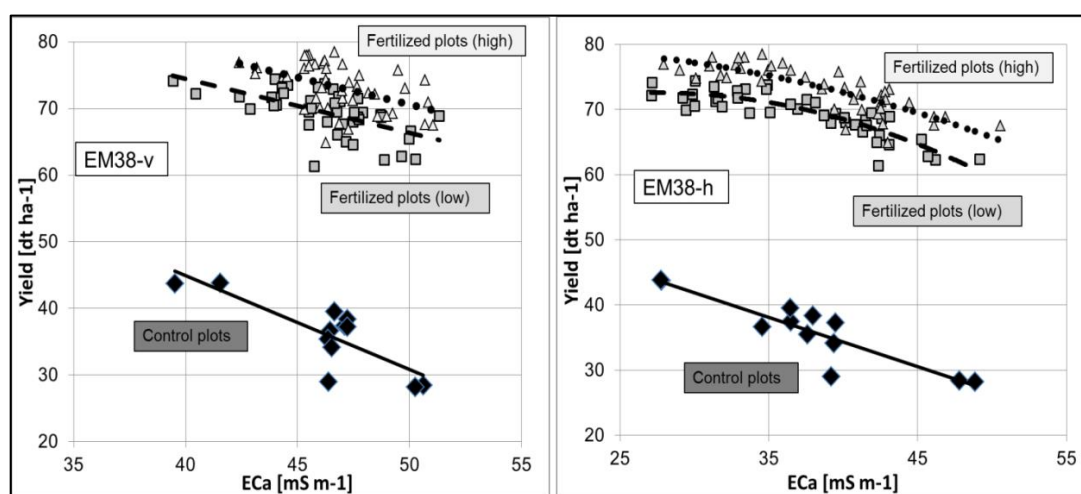 Yield [dt ha-1]
80
70
60
50
40
30
20
35
40
45
50
55
ECa [mS m-1]
Fertilized plots (high)
EM38-v
Fertilized plots (low)
Control plots
Yield [dt ha-1]
80
70
60
50
40
30
20
25
35
45
55
ECa [mS m-1]
Fertilized plots (high)
EM38-h
Fertilized plots (low)
Control plots